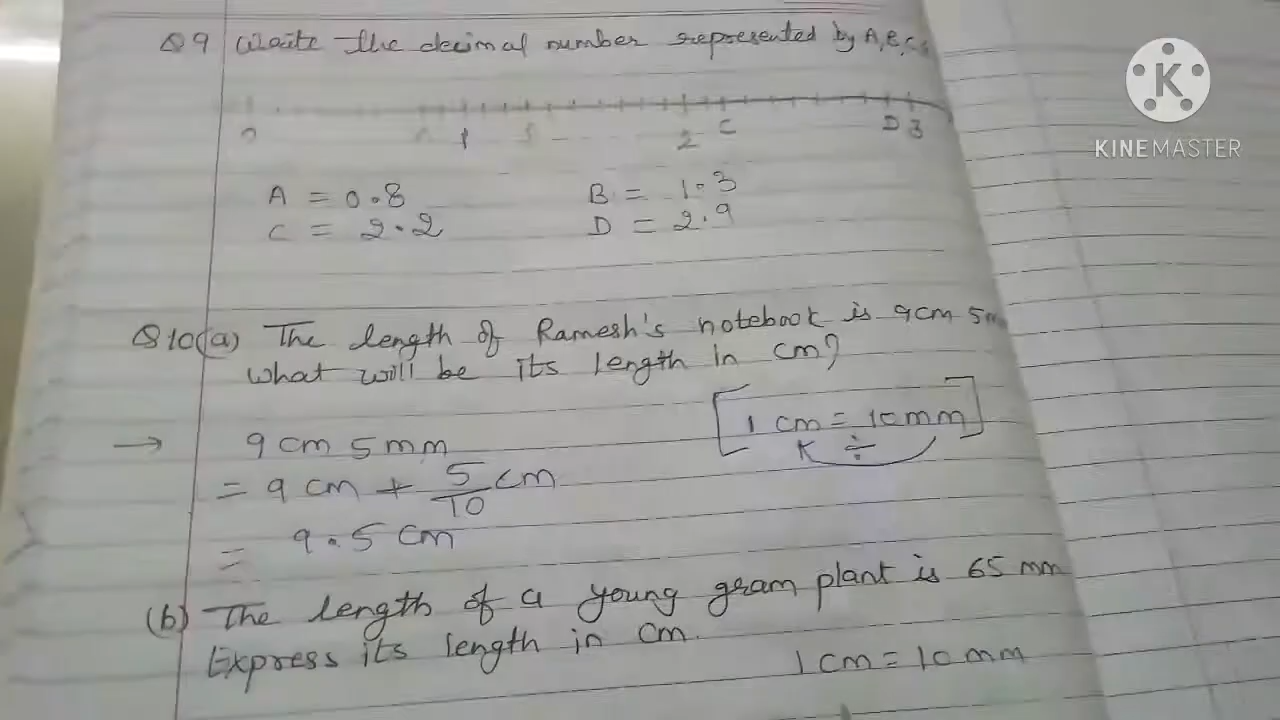 Q9 Write the decimal number represented by A, B, C,
0 A 1 B 2 C D 3
A = 0.8 B = 1.3
C = 2.2 D = 2.9
Q10(a) The length of Ramesh's notebook is 9cm 5m
What will be its length in cm?
[1 cm = 10mm]
÷
→ 9 cm 5 mm
= 9 cm + 5/10 cm
= 9.5 cm
(b) The length of a young gram plant is 65 mm
Express its length in cm.
1 cm = 10 mm
K
KINEMASTER